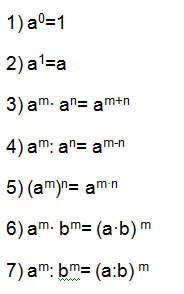 1) a⁰=1
2) a¹=a
3) aᵐ· aⁿ= aᵐ⁺ⁿ
4) aᵐ: aⁿ= aᵐ⁻ⁿ
5) (aᵐ)ⁿ= aᵐ·ⁿ
6) aᵐ· bᵐ= (a·b) ᵐ
7) aᵐ: bᵐ= (a:b) ᵐ